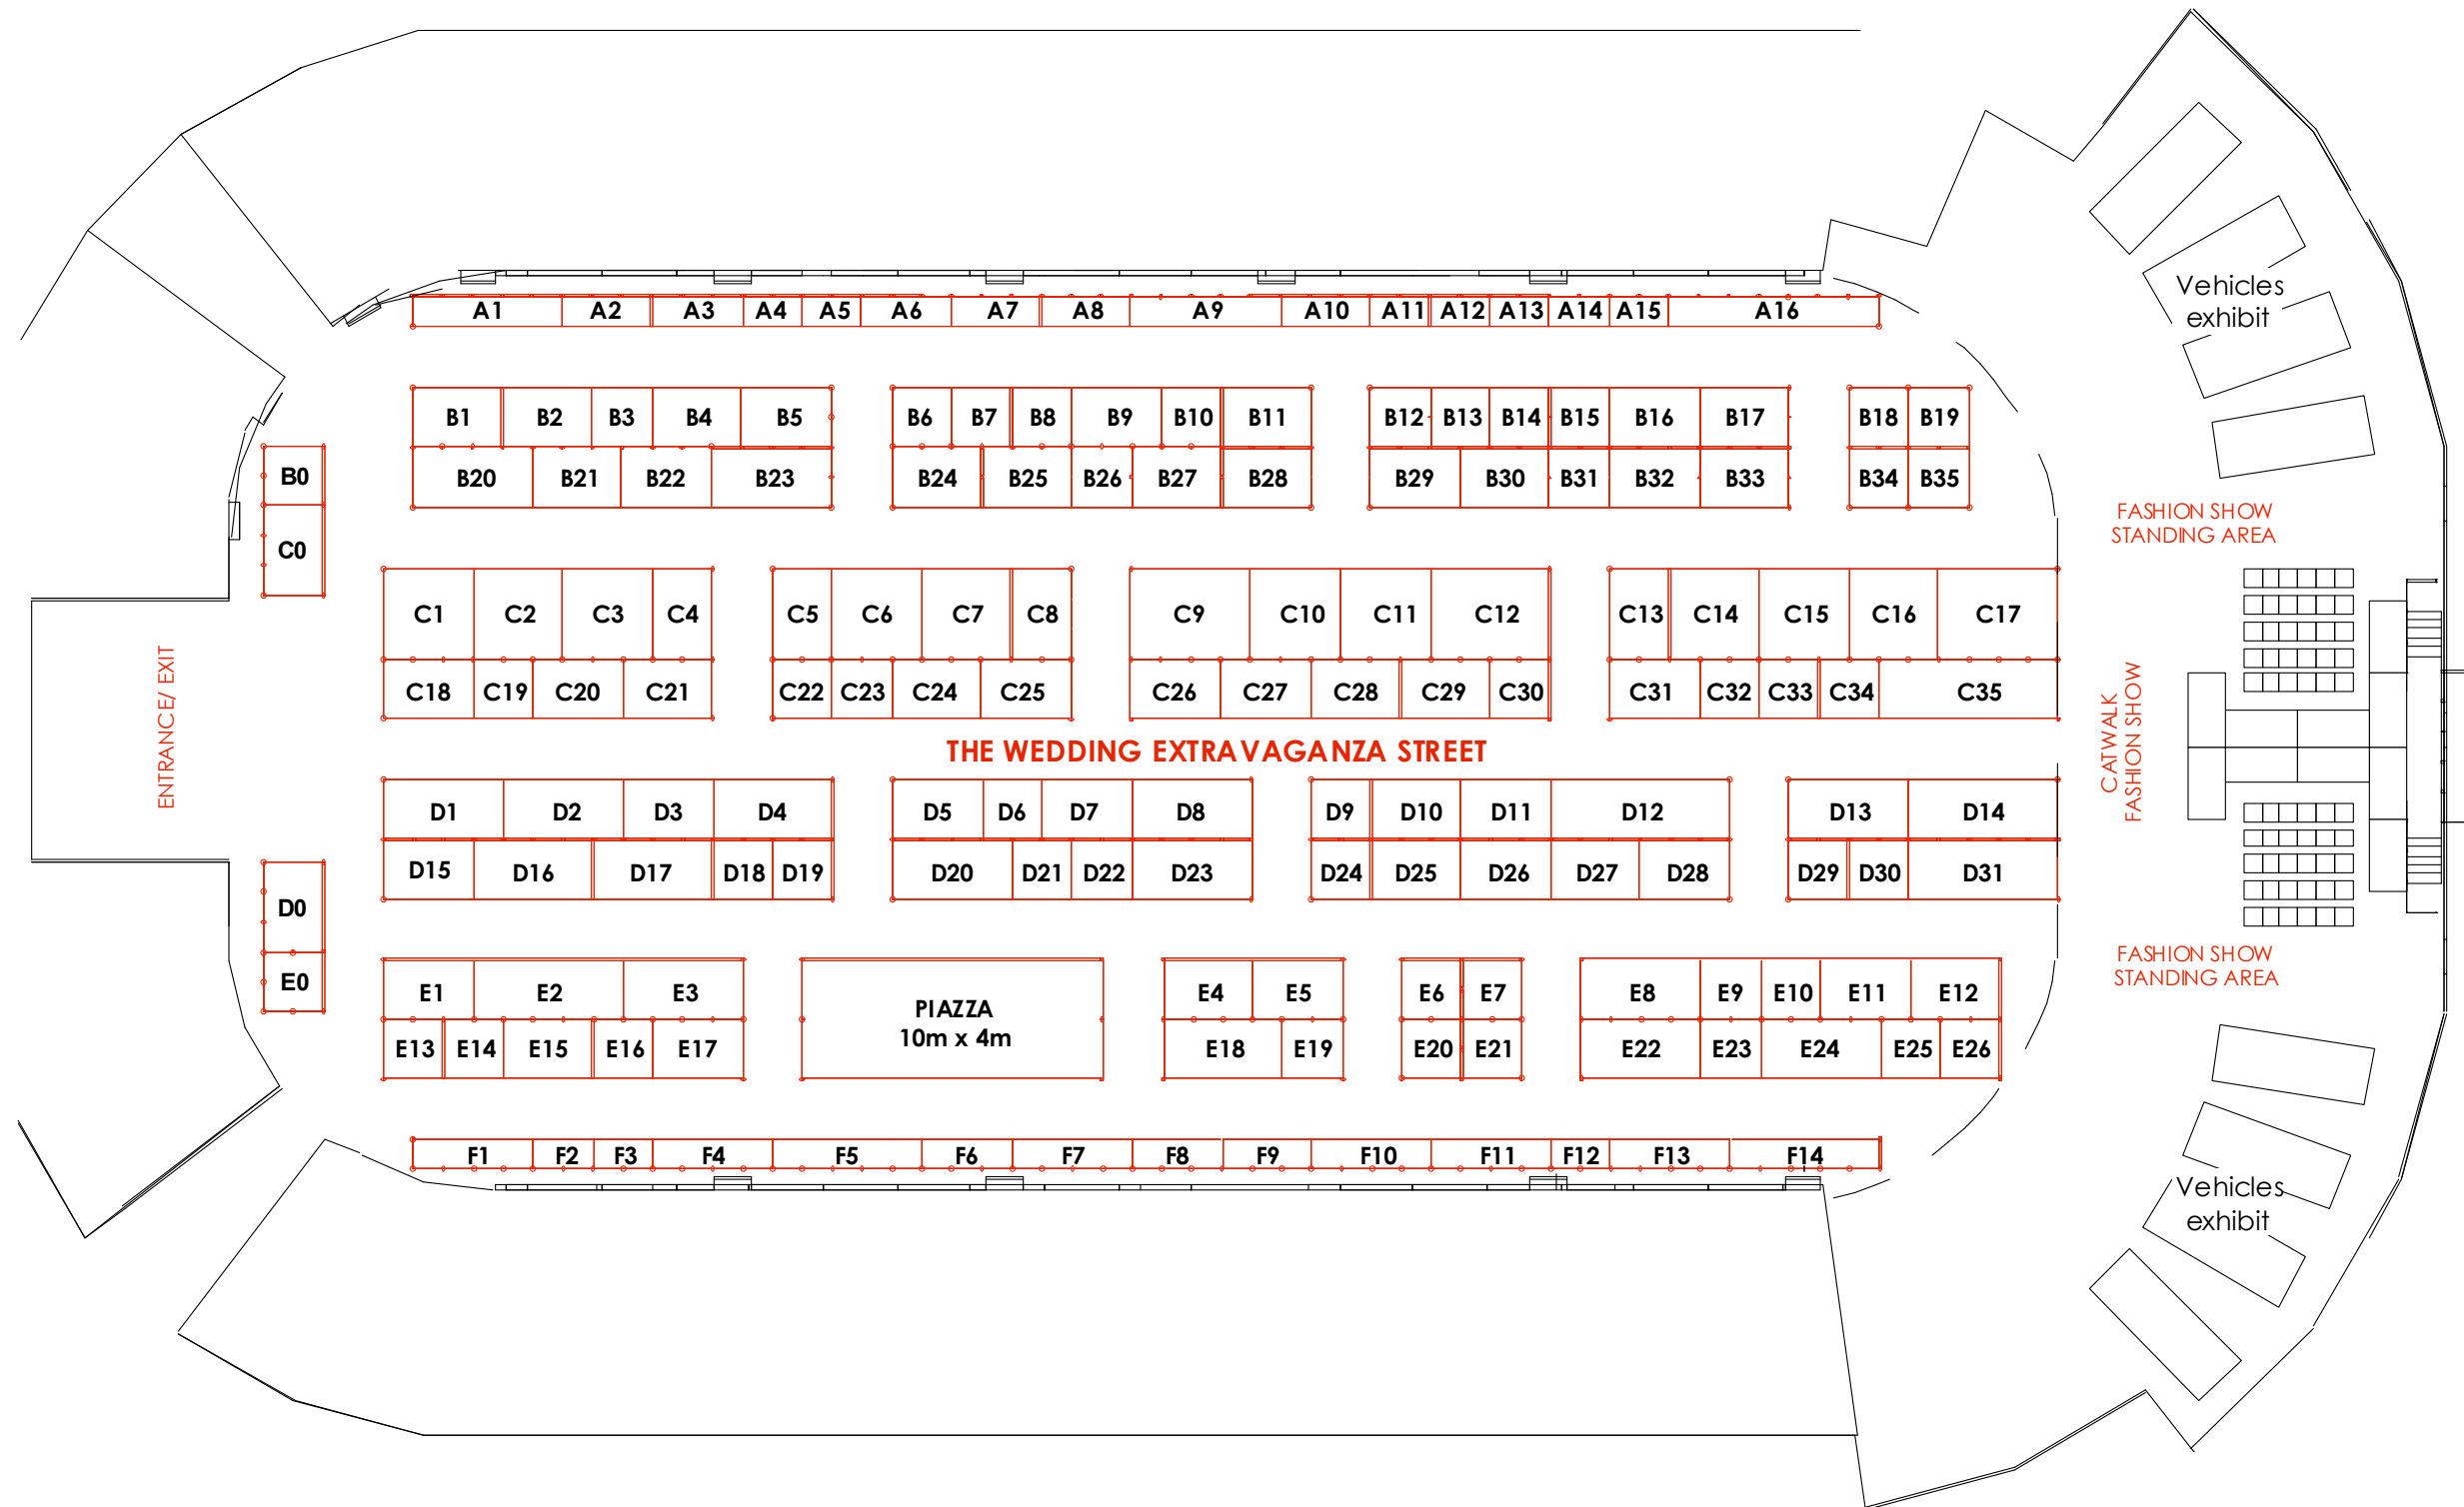 A1 A2 A3 A4 A5 A6 A7 A8 A9 A10 A11 A12 A13 A14 A15 A16
Vehicles
exhibit
B1 B2 B3 B4 B5 B6 B7 B8 B9 B10 B11 B12 B13 B14 B15 B16 B17 B18 B19
B0
B20 B21 B22 B23 B24 B25 B26 B27 B28 B29 B30 B31 B32 B33 B34 B35
FASHION SHOW
STANDING AREA
C0
C1 C2 C3 C4 C5 C6 C7 C8 C9 C10 C11 C12 C13 C14 C15 C16 C17
C18 C19 C20 C21 C22 C23 C24 C25 C26 C27 C28 C29 C30 C31 C32 C33 C34 C35
ENTRANCE/ EXIT
THE WEDDING EXTRAVAGANZA STREET
CATWALK
FASHION SHOW
D1 D2 D3 D4 D5 D6 D7 D8 D9 D10 D11 D12 D13 D14
D15 D16 D17 D18 D19 D20 D21 D22 D23 D24 D25 D26 D27 D28 D29 D30 D31
D0
FASHION SHOW
STANDING AREA
E0
E1 E2 E3 E4 E5 E6 E7 E8 E9 E10 E11 E12
PIAZZA
10m x 4m
E13 E14 E15 E16 E17 E18 E19 E20 E21 E22 E23 E24 E25 E26
F1 F2 F3 F4 F5 F6 F7 F8 F9 F10 F11 F12 F13 F14
Vehicles
exhibit